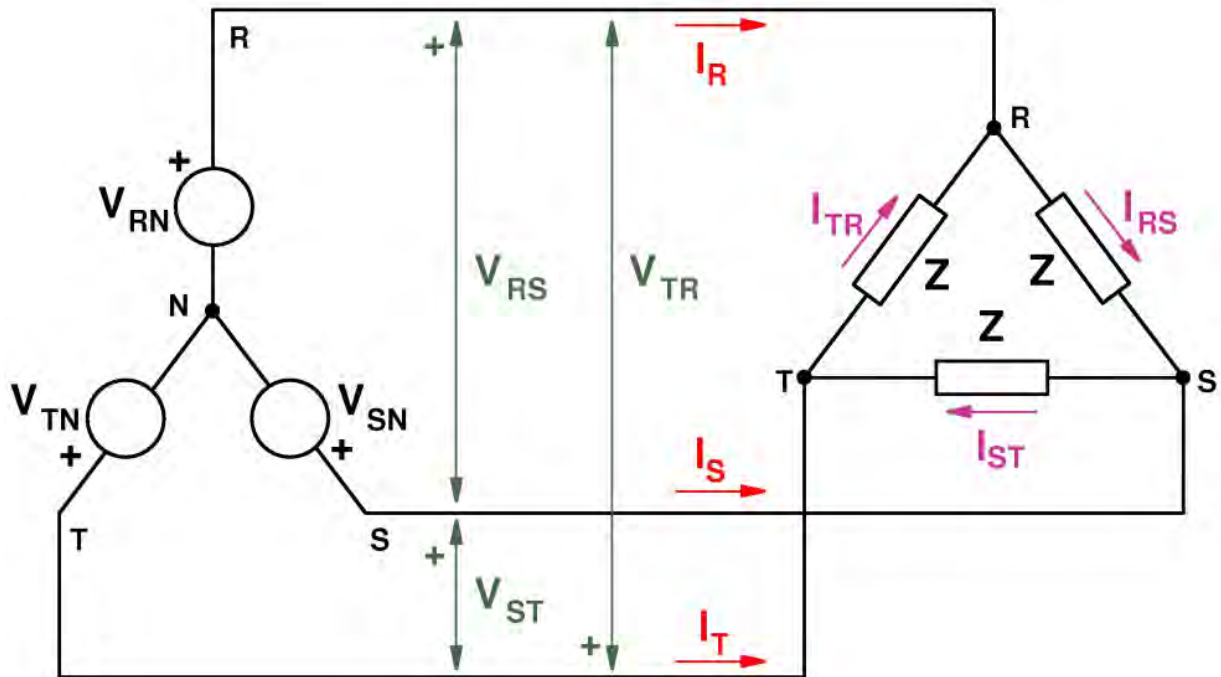 R
+
I_R
R
+
V_RN
I_TR
I_RS
Z
Z
V_RS
V_TR
N
Z
T
S
V_TN
V_SN
+
+
I_ST
I_S
T
S
+
V_ST
I_T
+